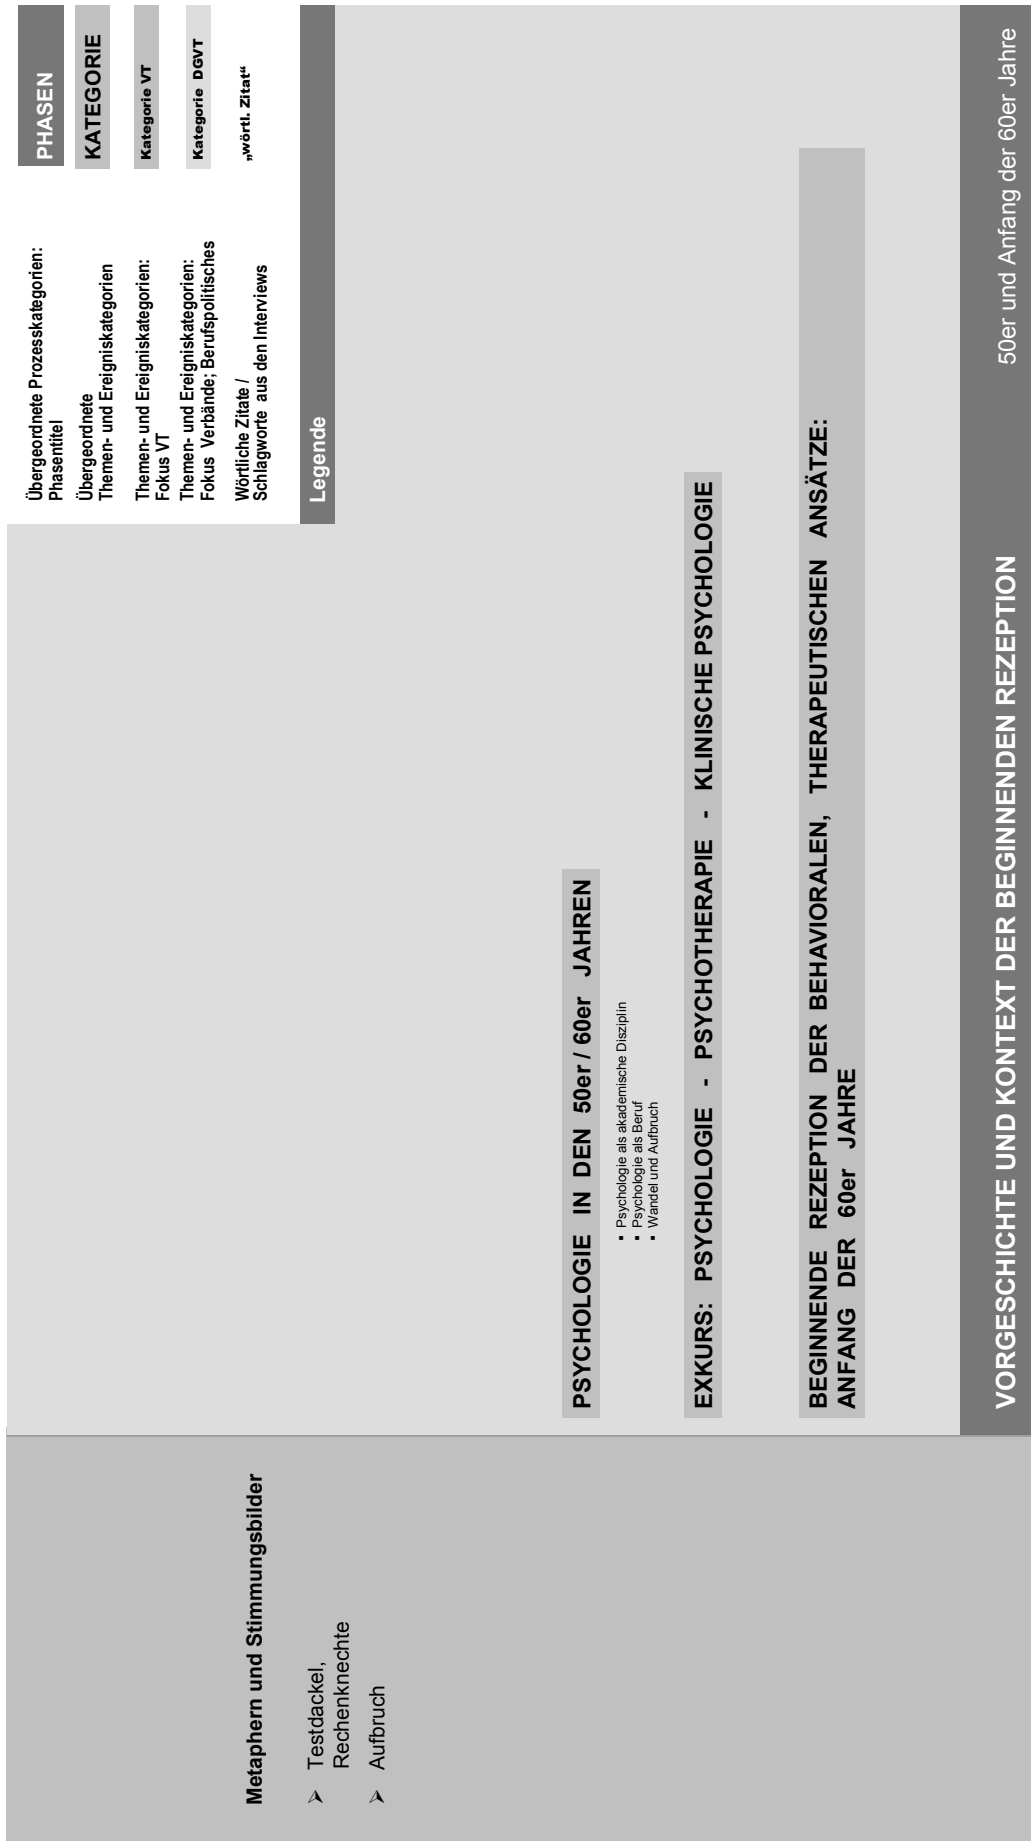 Metaphern und Stimmungsbilder
➢ Testdackel,
Rechenknechte
➢ Aufbruch
Übergeordnete Prozesskategorien:
Phasentitel
PHASEN
Übergeordnete
Themen- und Ereigniskategorien
KATEGORIE
Themen- und Ereigniskategorien:
Fokus VT
Kategorie VT
Themen- und Ereigniskategorien:
Fokus Verbände; Berufspolitisches
Kategorie DGVT
Wörtliche Zitate /
Schlagworte aus den Interviews
„wörtl. Zitat“
Legende
PSYCHOLOGIE IN DEN 50er / 60er JAHREN
▪ Psychologie als akademische Disziplin
▪ Psychologie als Beruf
▪ Wandel und Aufbruch
EXKURS: PSYCHOLOGIE - PSYCHOTHERAPIE - KLINISCHE PSYCHOLOGIE
BEGINNENDE REZEPTION DER BEHAVIORALEN, THERAPEUTISCHEN ANSÄTZE:
ANFANG DER 60er JAHRE
VORGESCHICHTE UND KONTEXT DER BEGINNENDEN REZEPTION
50er und Anfang der 60er Jahre